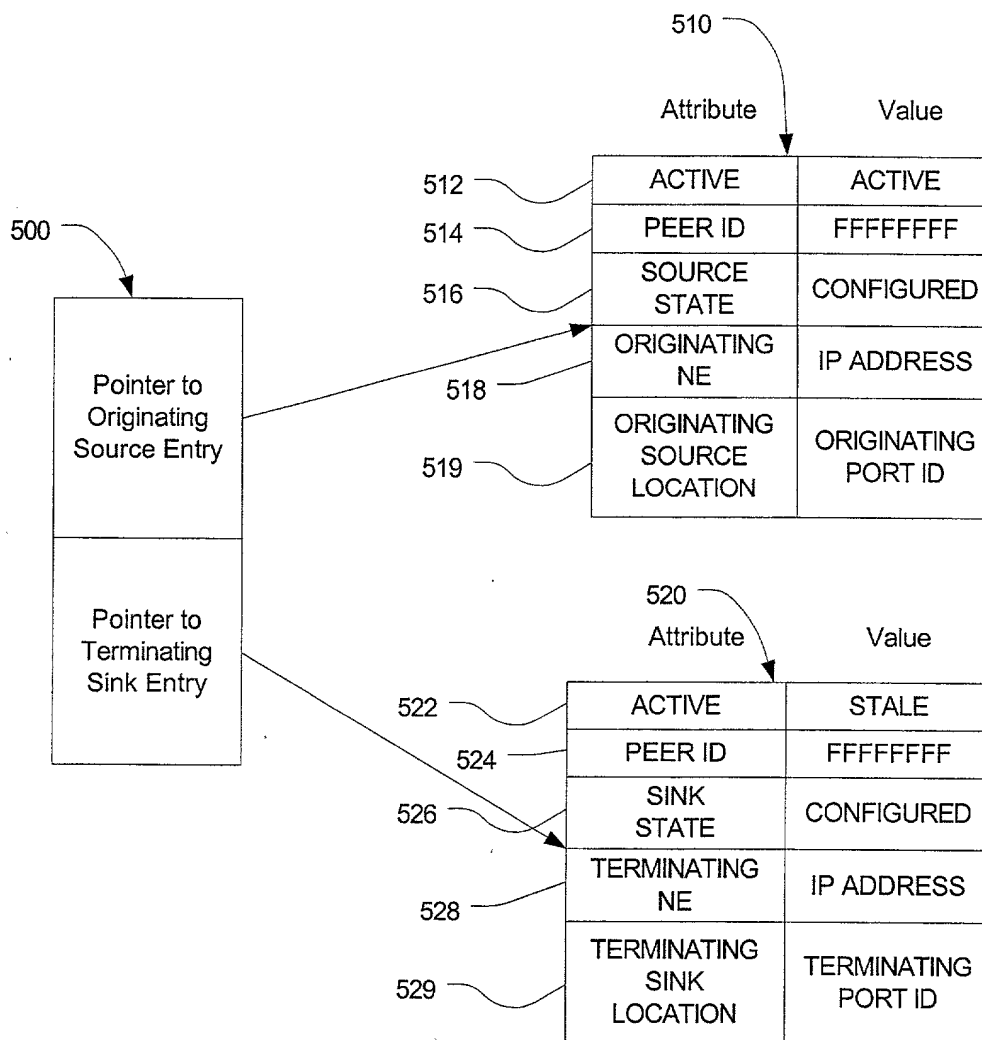 510
Attribute Value
512 ACTIVE ACTIVE
514 PEER ID FFFFFFFF
516 SOURCE STATE CONFIGURED
518 ORIGINATING NE IP ADDRESS
519 ORIGINATING SOURCE LOCATION ORIGINATING PORT ID
500
Pointer to
Originating
Source Entry
Pointer to
Terminating
Sink Entry
520
Attribute Value
522 ACTIVE STALE
524 PEER ID FFFFFFFF
526 SINK STATE CONFIGURED
528 TERMINATING NE IP ADDRESS
529 TERMINATING SINK LOCATION TERMINATING PORT ID